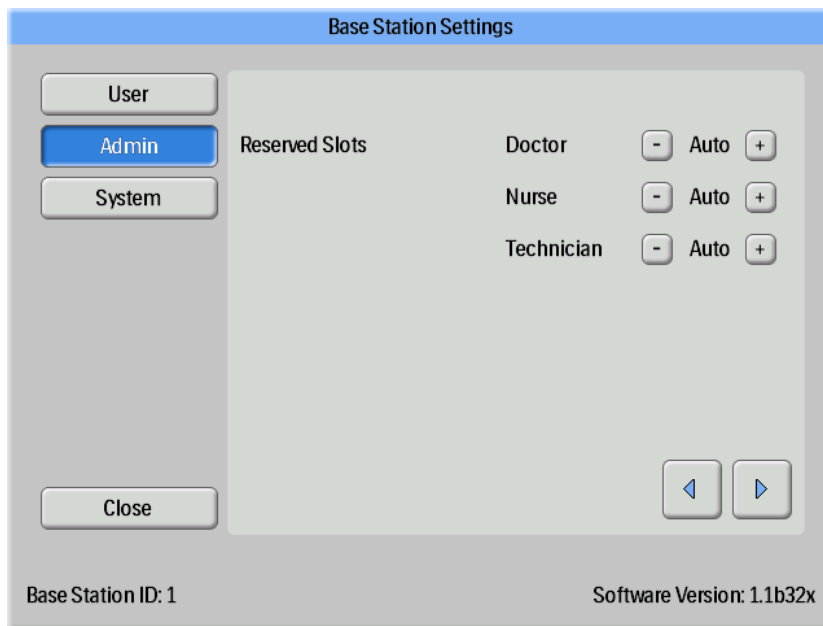 Base Station Settings
User
Admin
System
Reserved Slots Doctor - Auto +
Nurse - Auto +
Technician - Auto +
Close
Base Station ID: 1 Software Version: 1.1b32x